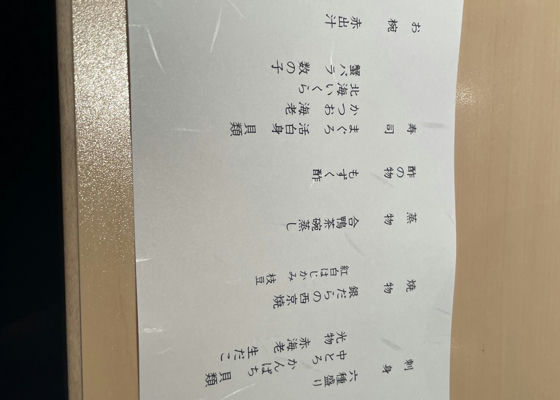 刺身
六種盛り 貝類
中とろ かんぱち
光物 赤海老 生だこ
焼物
銀だらの西京焼
紅白はじかみ 枝豆
蒸物
合鴨茶碗蒸し
酢の物
もずく酢
寿司
まぐろ 活白身 貝類
かつお 海老
北海いくら
蟹バラ 数の子
お椀
赤出汁